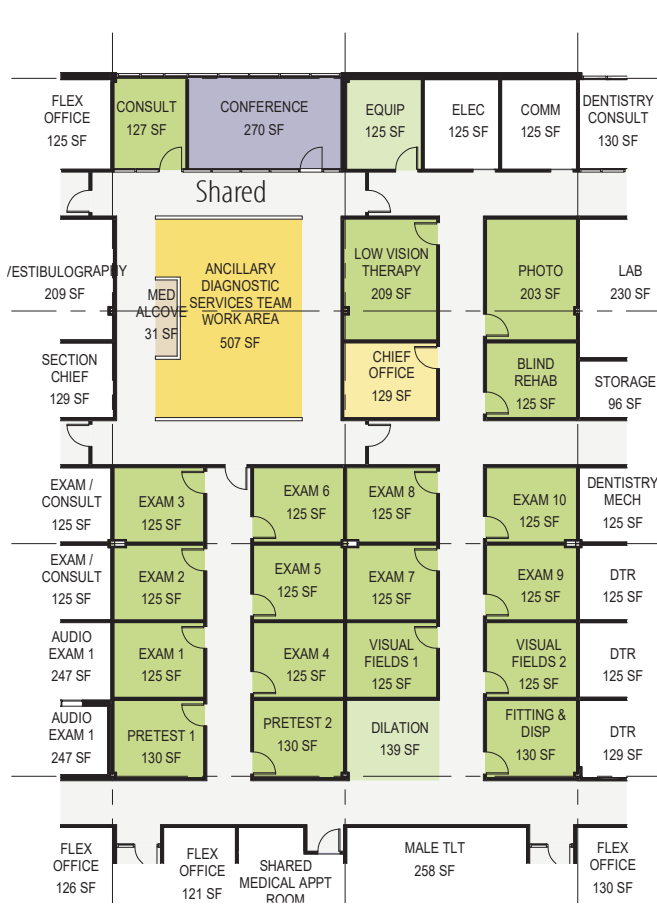 FLEX
OFFICE
125 SF
CONSULT
127 SF
CONFERENCE
270 SF
EQUIP
125 SF
ELEC
125 SF
COMM
125 SF
DENTISTRY
CONSULT
130 SF
Shared
VESTIBULOGRAPHY
209 SF
MED
ALCOVE
31 SF
ANCILLARY
DIAGNOSTIC
SERVICES TEAM
WORK AREA
507 SF
LOW VISION
THERAPY
209 SF
PHOTO
203 SF
LAB
230 SF
SECTION
CHIEF
129 SF
CHIEF
OFFICE
129 SF
BLIND
REHAB
125 SF
STORAGE
96 SF
EXAM /
CONSULT
125 SF
EXAM 3
125 SF
EXAM 6
125 SF
EXAM 8
125 SF
EXAM 10
125 SF
DENTISTRY
MECH
125 SF
EXAM /
CONSULT
125 SF
EXAM 2
125 SF
EXAM 5
125 SF
EXAM 7
125 SF
EXAM 9
125 SF
DTR
125 SF
AUDIO
EXAM 1
247 SF
EXAM 1
125 SF
EXAM 4
125 SF
VISUAL
FIELDS 1
125 SF
VISUAL
FIELDS 2
125 SF
DTR
125 SF
AUDIO
EXAM 1
247 SF
PRETEST 1
130 SF
PRETEST 2
130 SF
DILATION
139 SF
FITTING &
DISP
130 SF
DTR
129 SF
FLEX
OFFICE
126 SF
FLEX
OFFICE
121 SF
SHARED
MEDICAL APPT
ROOM
MALE TLT
258 SF
FLEX
OFFICE
130 SF